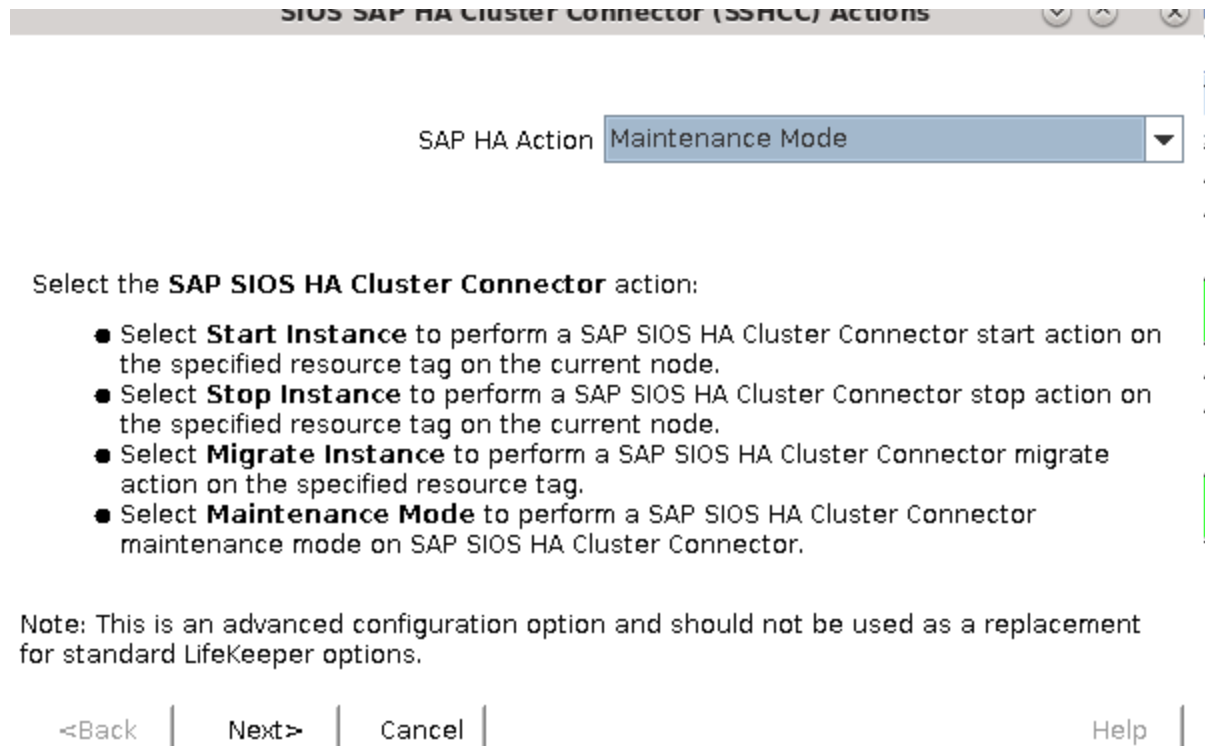 SIOS SAP HA Cluster Connector (SSHCC) Actions
SAP HA Action Maintenance Mode
Select the SAP SIOS HA Cluster Connector action:
Select Start Instance to perform a SAP SIOS HA Cluster Connector start action on
the specified resource tag on the current node.
Select Stop Instance to perform a SAP SIOS HA Cluster Connector stop action on
the specified resource tag on the current node.
Select Migrate Instance to perform a SAP SIOS HA Cluster Connector migrate
action on the specified resource tag.
Select Maintenance Mode to perform a SAP SIOS HA Cluster Connector
maintenance mode on SAP SIOS HA Cluster Connector.
Note: This is an advanced configuration option and should not be used as a replacement
for standard LifeKeeper options.
<Back Next> Cancel Help